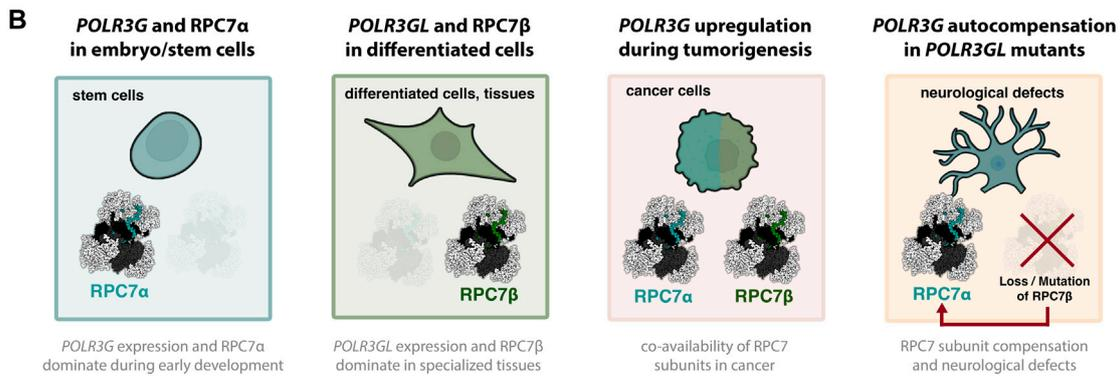 B
POLR3G and RPC7α
in embryo/stem cells
stem cells
RPC7α
POLR3G expression and RPC7α
dominate during early development
POLR3GL and RPC7β
in differentiated cells
differentiated cells, tissues
RPC7β
POLR3GL expression and RPC7β
dominate in specialized tissues
POLR3G upregulation
during tumorigenesis
cancer cells
RPC7α
RPC7β
co-availability of RPC7
subunits in cancer
POLR3G autocompensation
in POLR3GL mutants
neurological defects
RPC7α
Loss / Mutation
of RPC7β
RPC7 subunit compensation
and neurological defects